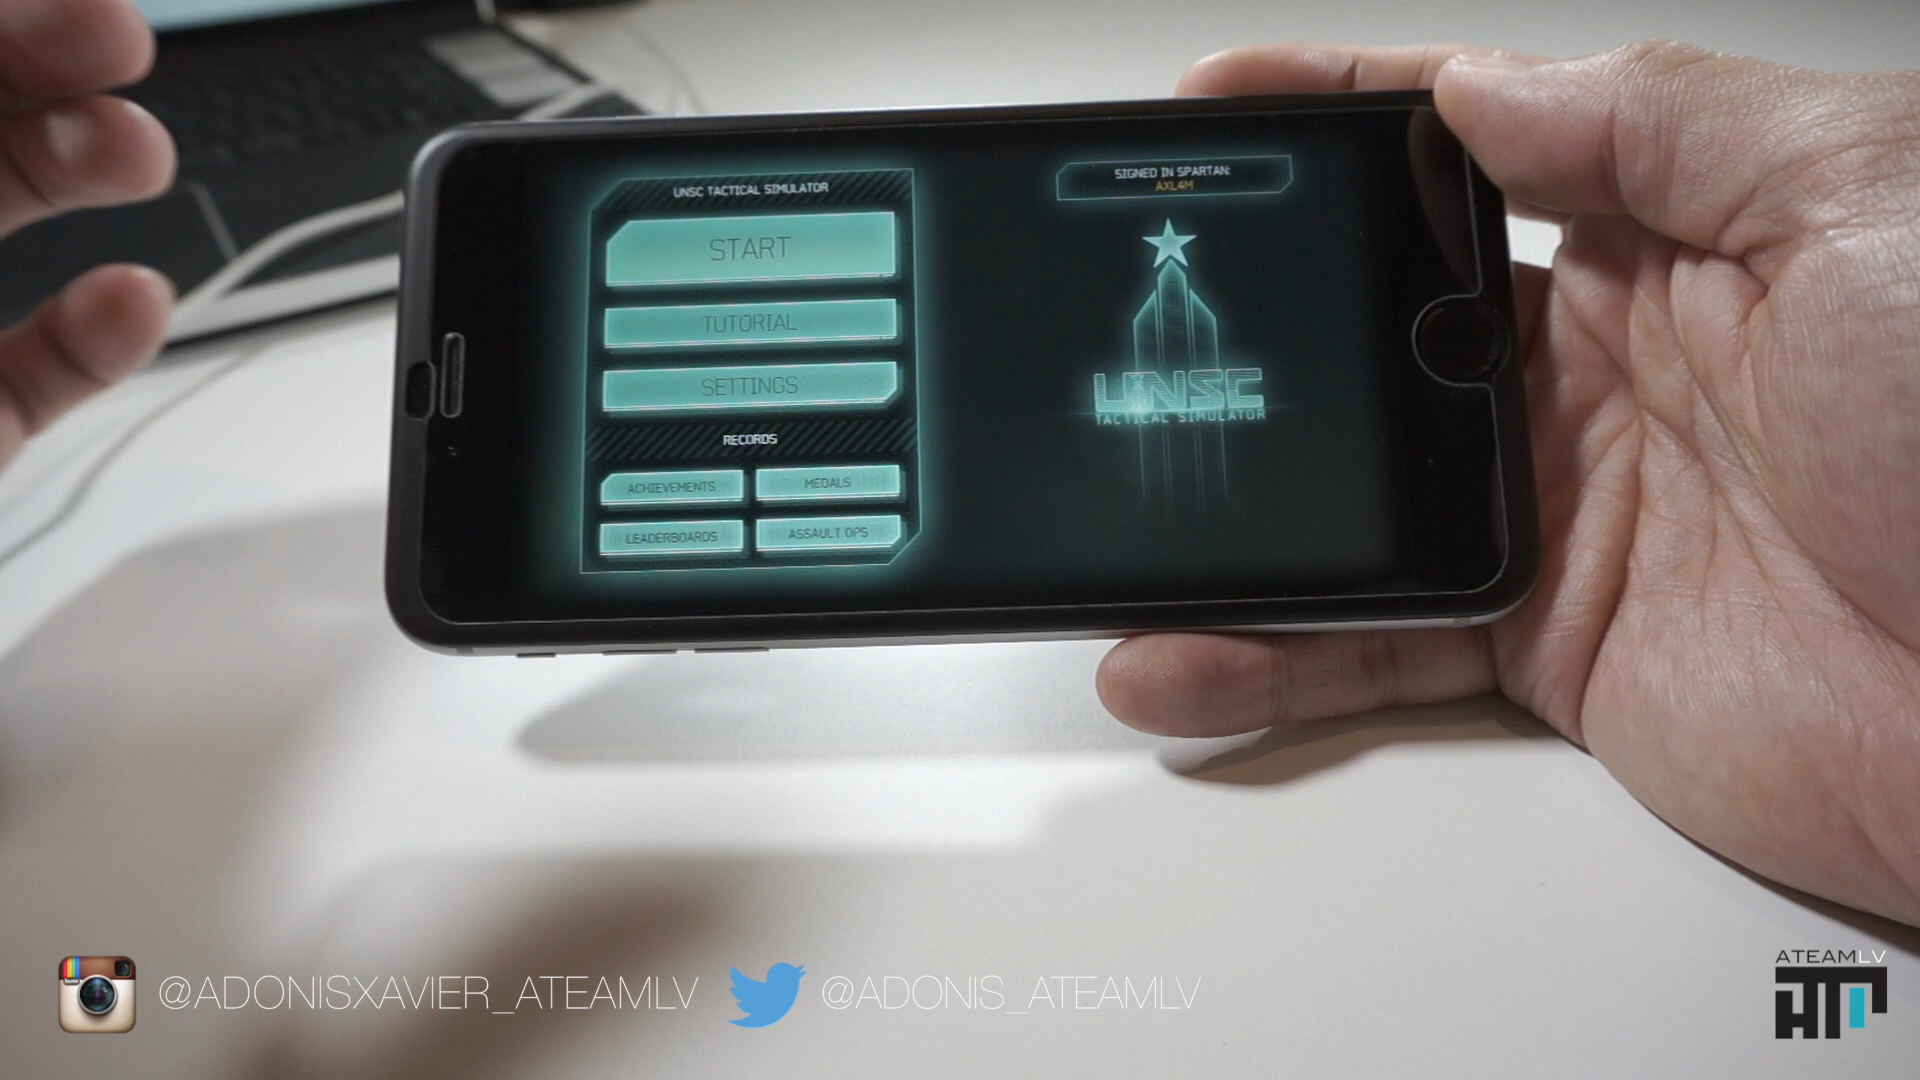 UNSC TACTICAL SIMULATOR
START
TUTORIAL
SETTINGS
RECORDS
ACHIEVEMENTS
MEDALS
LEADERBOARDS
ASSAULT OPS
SIGNED IN SPARTAN:
AXL4M
UNSC
TACTICAL SIMULATOR
@ADONISXAVIER_ATEAMLV
@ADONIS_ATEAMLV
ATEAMLV